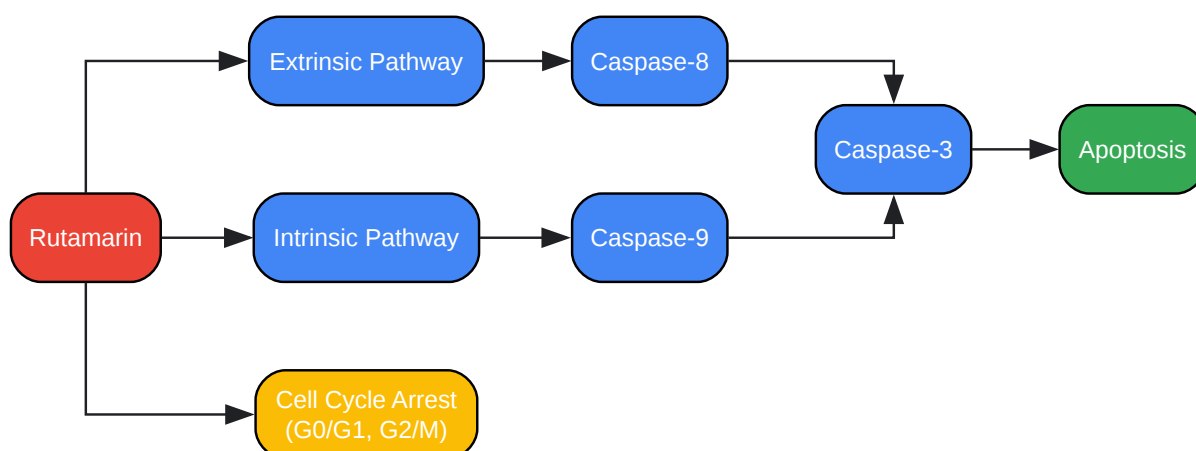 Extrinsic Pathway
Caspase-8
Caspase-3
Apoptosis
Rutamarin
Intrinsic Pathway
Caspase-9
Cell Cycle Arrest
(G0/G1, G2/M)